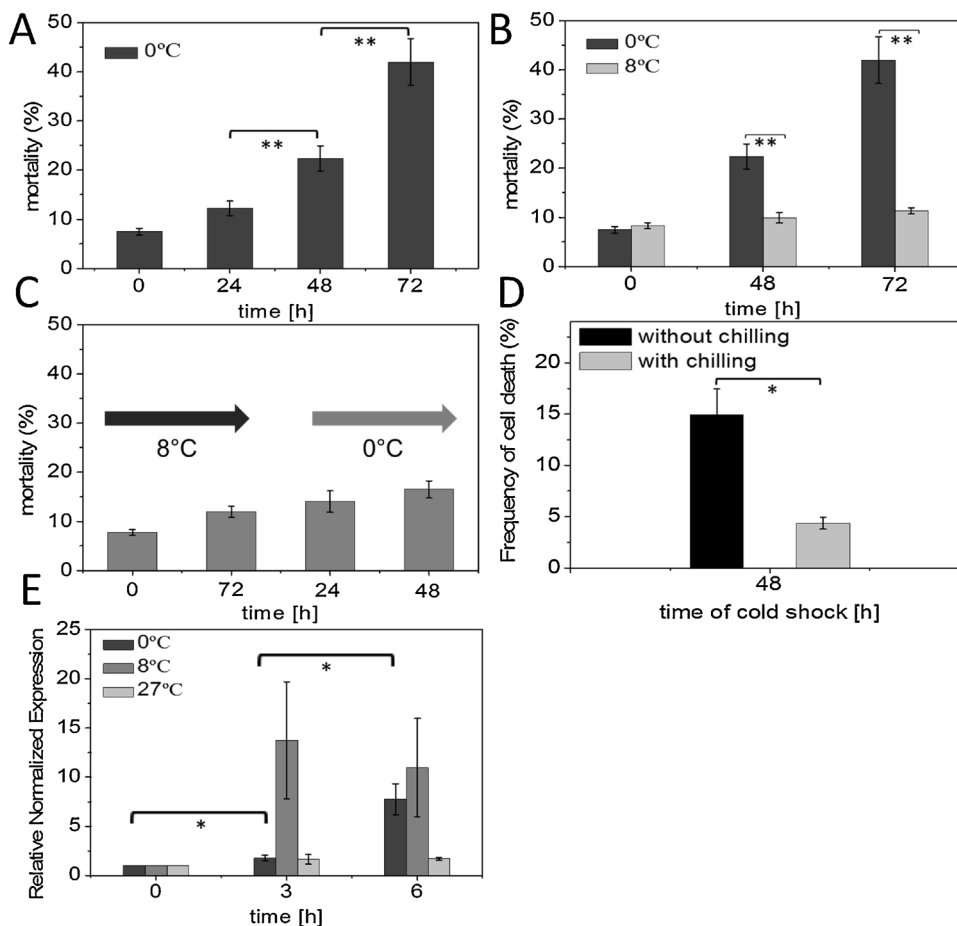 A
50
40
30
20
10
0
mortality (%)
0°C
**
**
0 24 48 72
time [h]
B
50
40
30
20
10
0
mortality (%)
0°C
8°C
**
**
0 48 72
time [h]
C
50
40
30
20
10
0
mortality (%)
8°C
0°C
0 72 24 48
time [h]
D
20
15
10
5
0
Frequency of cell death (%)
without chilling
with chilling
*
48
time of cold shock [h]
E
25
20
15
10
5
0
Relative Normalized Expression
0°C
8°C
27°C
*
*
0 3 6
time [h]